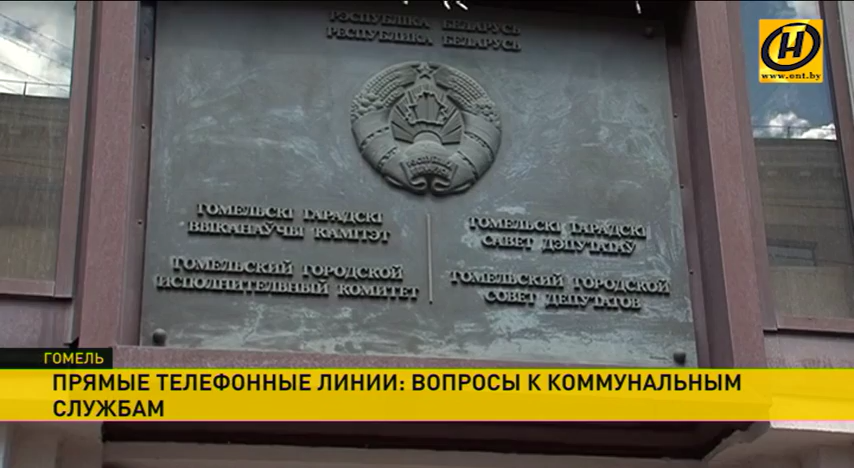 РЭСПУБЛІКА БЕЛАРУСЬ
РЕСПУБЛИКА БЕЛАРУСЬ
Н
www.ont.by
РЭСПУБЛІКА
ГОМЕЛЬСКІ ГАРАДСКІ
ВЫКАНАЎЧЫ КАМІТЭТ
ГОМЕЛЬСКИЙ ГОРОДСКОЙ
ИСПОЛНИТЕЛЬНЫЙ КОМИТЕТ
ГОМЕЛЬСКІ ГАРАДСКІ
САВЕТ ДЭПУТАТАЎ
ГОМЕЛЬСКИЙ ГОРОДСКОЙ
СОВЕТ ДЕПУТАТОВ
ГОМЕЛЬ
ПРЯМЫЕ ТЕЛЕФОННЫЕ ЛИНИИ: ВОПРОСЫ К КОММУНАЛЬНЫМ
СЛУЖБАМ